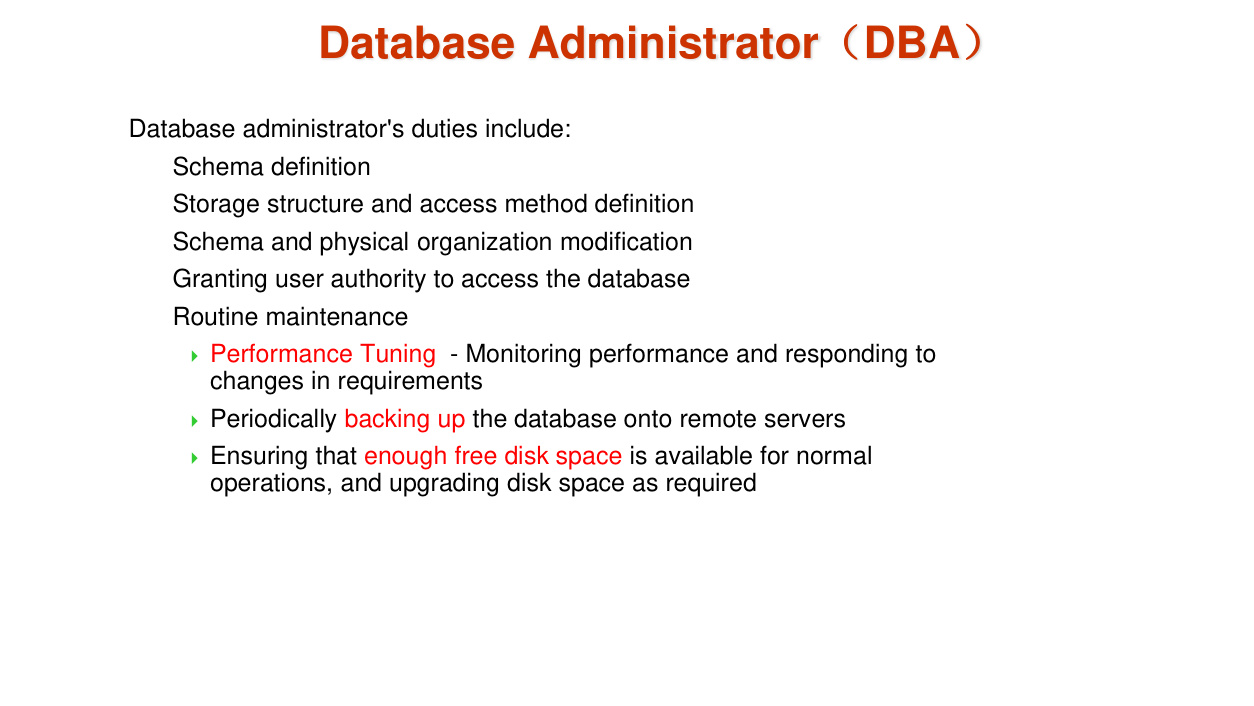 Database Administrator（DBA）
Database administrator's duties include:
Schema definition
Storage structure and access method definition
Schema and physical organization modification
Granting user authority to access the database
Routine maintenance
Performance Tuning  - Monitoring performance and responding to
changes in requirements
Periodically backing up the database onto remote servers
Ensuring that enough free disk space is available for normal
operations, and upgrading disk space as required